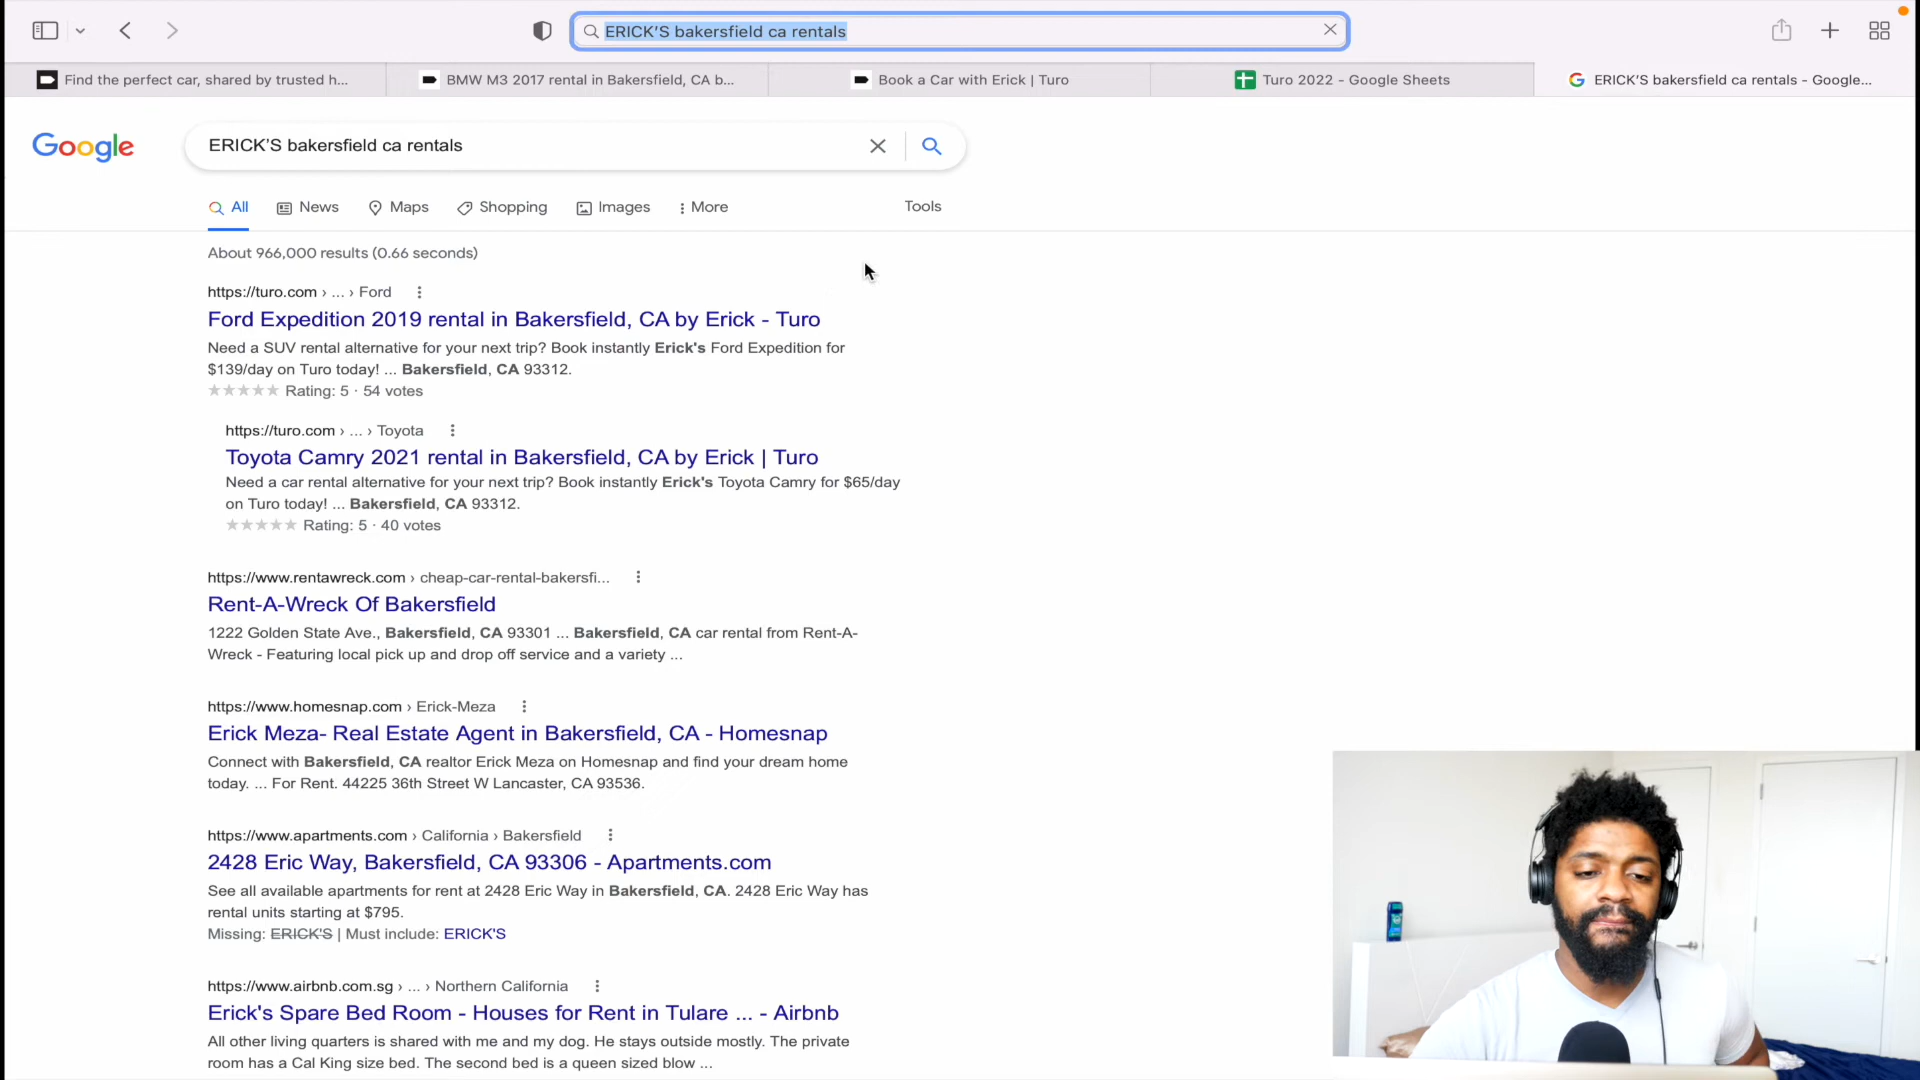 ERICK'S bakersfield ca rentals
Find the perfect car, shared by trusted h...
BMW M3 2017 rental in Bakersfield, CA b...
Book a Car with Erick | Turo
Turo 2022 - Google Sheets
ERICK'S bakersfield ca rentals - Google...
Google
ERICK'S bakersfield ca rentals
All
News
Maps
Shopping
Images
More
Tools
About 966,000 results (0.66 seconds)
https://turo.com › ... › Ford
Ford Expedition 2019 rental in Bakersfield, CA by Erick - Turo
Need a SUV rental alternative for your next trip? Book instantly Erick's Ford Expedition for
$139/day on Turo today! ... Bakersfield, CA 93312.
Rating: 5 · 54 votes
https://turo.com › ... › Toyota
Toyota Camry 2021 rental in Bakersfield, CA by Erick | Turo
Need a car rental alternative for your next trip? Book instantly Erick's Toyota Camry for $65/day
on Turo today! ... Bakersfield, CA 93312.
Rating: 5 · 40 votes
https://www.rentawreck.com › cheap-car-rental-bakersfi...
Rent-A-Wreck Of Bakersfield
1222 Golden State Ave., Bakersfield, CA 93301 ... Bakersfield, CA car rental from Rent-A-
Wreck - Featuring local pick up and drop off service and a variety ...
https://www.homesnap.com › Erick-Meza
Erick Meza- Real Estate Agent in Bakersfield, CA - Homesnap
Connect with Bakersfield, CA realtor Erick Meza on Homesnap and find your dream home
today. ... For Rent. 44225 36th Street W Lancaster, CA 93536.
https://www.apartments.com › California › Bakersfield
2428 Eric Way, Bakersfield, CA 93306 - Apartments.com
See all available apartments for rent at 2428 Eric Way in Bakersfield, CA. 2428 Eric Way has
rental units starting at $795.
Missing: ERICK'S | Must include: ERICK'S
https://www.airbnb.com.sg › ... › Northern California
Erick's Spare Bed Room - Houses for Rent in Tulare ... - Airbnb
All other living quarters is shared with me and my dog. He stays outside mostly. The private
room has a Cal King size bed. The second bed is a queen sized blow ...